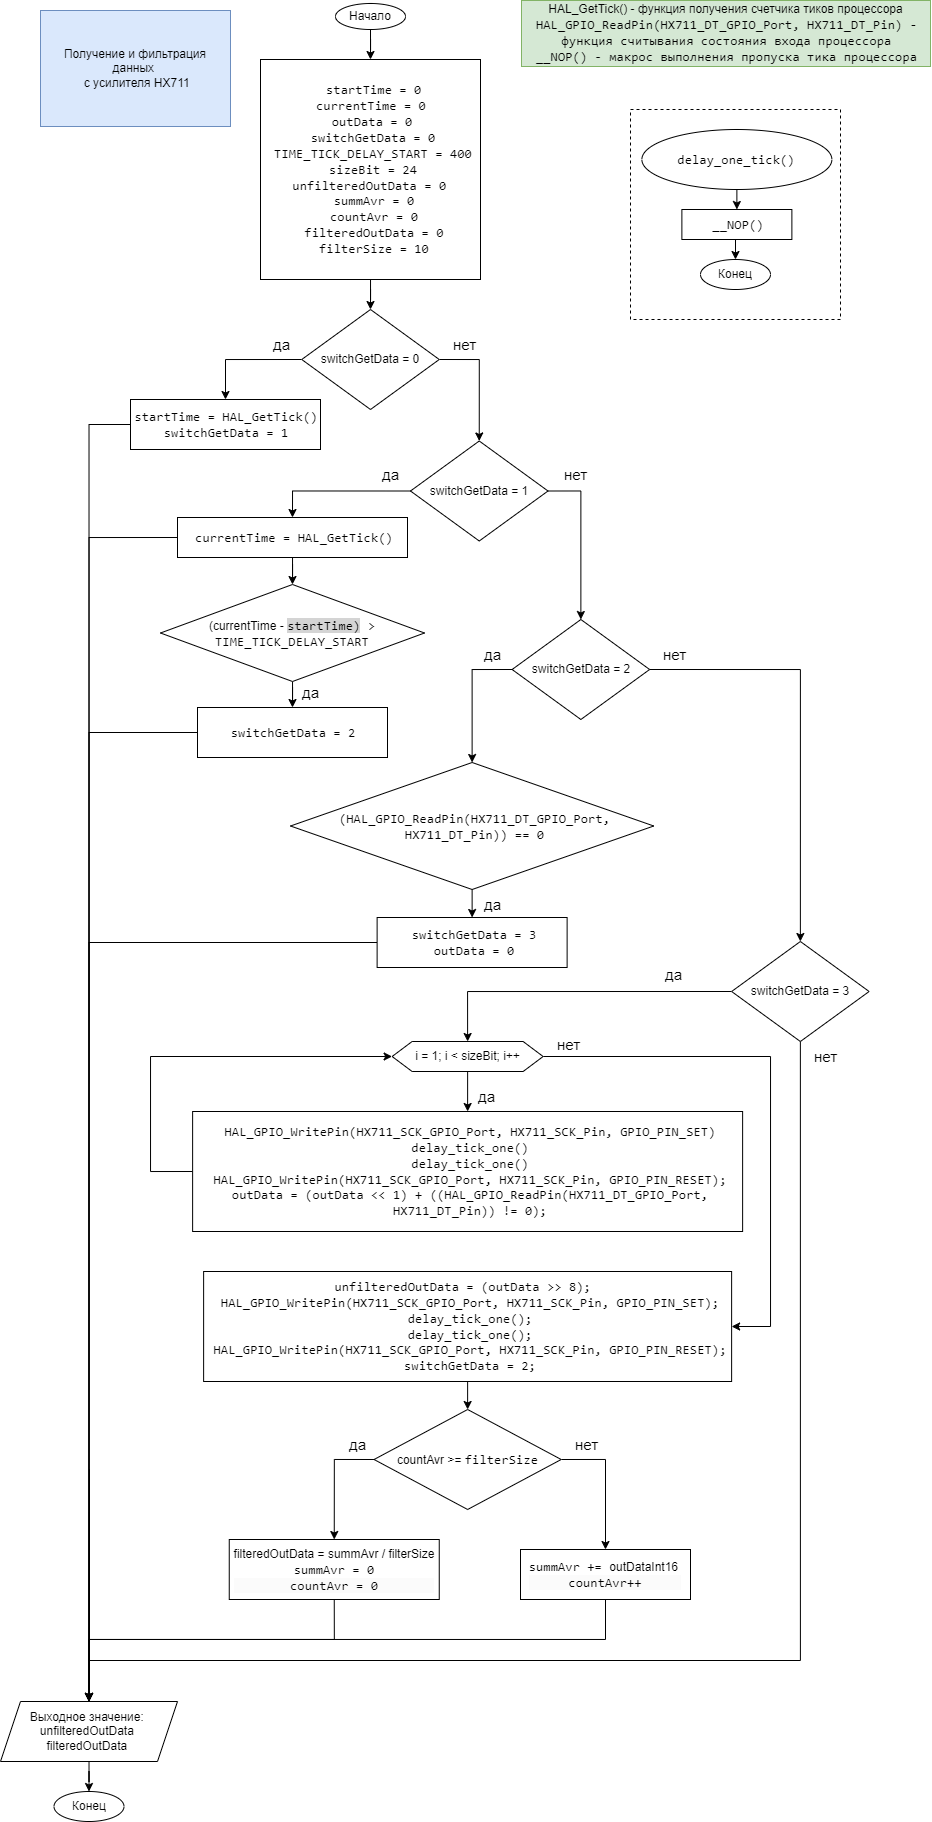 Начало
HAL_GetTick() - функция получения счетчика тиков процессора
HAL_GPIO_ReadPin(HX711_DT_GPIO_Port, HX711_DT_Pin) -
функция считывания состояния входа процессора
__NOP() - макрос выполнения пропуска тика процессора
Получение и фильтрация
данных
с усилителя HX711
startTime = 0
currentTime = 0
outData = 0
switchGetData = 0
TIME_TICK_DELAY_START = 400
sizeBit = 24
unfilteredOutData = 0
summAvr = 0
countAvr = 0
filteredOutData = 0
filterSize = 10
delay_one_tick()
__NOP()
Конец
switchGetData = 0
да
нет
startTime = HAL_GetTick()
switchGetData = 1
switchGetData = 1
да
нет
currentTime = HAL_GetTick()
(currentTime - startTime) >
TIME_TICK_DELAY_START
да
switchGetData = 2
switchGetData = 2
да
нет
(HAL_GPIO_ReadPin(HX711_DT_GPIO_Port,
HX711_DT_Pin)) == 0
да
switchGetData = 3
outData = 0
switchGetData = 3
да
нет
i = 1; i < sizeBit; i++
нет
да
HAL_GPIO_WritePin(HX711_SCK_GPIO_Port, HX711_SCK_Pin, GPIO_PIN_SET)
delay_tick_one()
delay_tick_one()
HAL_GPIO_WritePin(HX711_SCK_GPIO_Port, HX711_SCK_Pin, GPIO_PIN_RESET);
outData = (outData << 1) + ((HAL_GPIO_ReadPin(HX711_DT_GPIO_Port,
HX711_DT_Pin)) != 0);
unfilteredOutData = (outData >> 8);
HAL_GPIO_WritePin(HX711_SCK_GPIO_Port, HX711_SCK_Pin, GPIO_PIN_SET);
delay_tick_one();
delay_tick_one();
HAL_GPIO_WritePin(HX711_SCK_GPIO_Port, HX711_SCK_Pin, GPIO_PIN_RESET);
switchGetData = 2;
countAvr >= filterSize
да
нет
filteredOutData = summAvr / filterSize
summAvr = 0
countAvr = 0
summAvr += outDataInt16
countAvr++
Выходное значение:
unfilteredOutData
filteredOutData
Конец